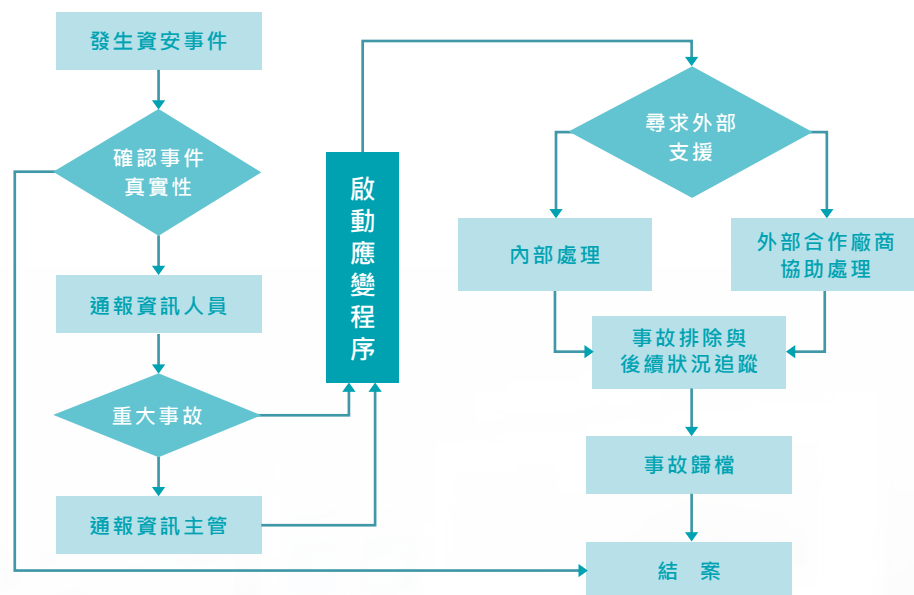 發生資安事件
確認事件
真實性
通報資訊人員
重大事故
通報資訊主管
啟動應變程序
尋求外部
支援
內部處理
外部合作廠商
協助處理
事故排除與
後續狀況追蹤
事故歸檔
結 案